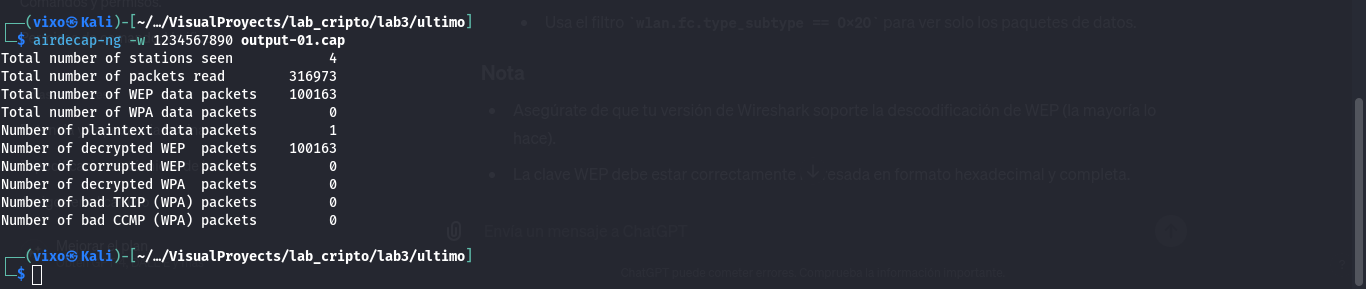 ┌──(vixo㉿Kali)-[~/…/VisualProyects/lab_cripto/lab3/ultimo]
└─$ airdecap-ng -w 1234567890 output-01.cap
Total number of stations seen            4
Total number of packets read        316973
Total number of WEP data packets    100163
Total number of WPA data packets         0
Number of plaintext data packets         1
Number of decrypted WEP  packets    100163
Number of corrupted WEP  packets         0
Number of decrypted WPA  packets         0
Number of bad TKIP (WPA) packets         0
Number of bad CCMP (WPA) packets         0
┌──(vixo㉿Kali)-[~/…/VisualProyects/lab_cripto/lab3/ultimo]
└─$
Comandos y permisos:
Usa el filtro `wlan.fc.type_subtype == 0×20` para ver solo los paquetes de datos.
Nota
Asegúrate de que tu versión de Wireshark soporte la descodificación de WEP (la mayoría lo
hace).
La clave WEP debe estar correctamente esada en formato hexadecimal y completa.
Envía un mensaje a ChatGPT
Mejorar el plan
ChatGPT puede cometer errores. Comprueba la información importante.